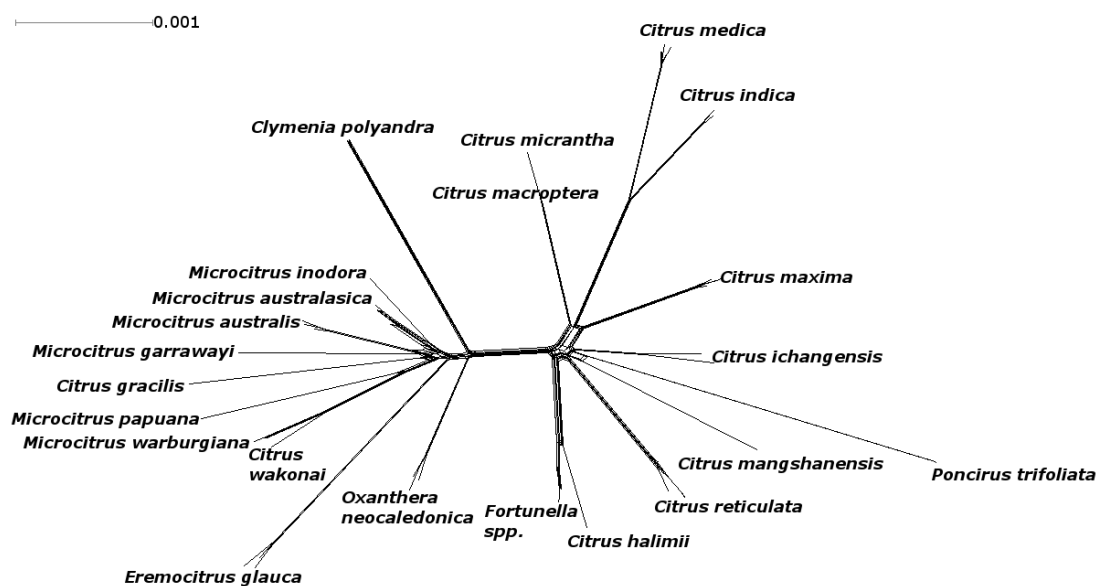 0.001
Citrus medica
Citrus indica
Clymenia polyandra
Citrus micrantha
Citrus macroptera
Microcitrus inodora
Citrus maxima
Microcitrus australasica
Microcitrus australis
Microcitrus garrawayi
Citrus ichangensis
Citrus gracilis
Microcitrus papuana
Microcitrus warburgiana
Citrus
wakonai
Citrus mangshanensis
Poncirus trifoliata
Oxanthera
neocaledonica
Fortunella
spp.
Citrus reticulata
Citrus halimii
Eremocitrus glauca